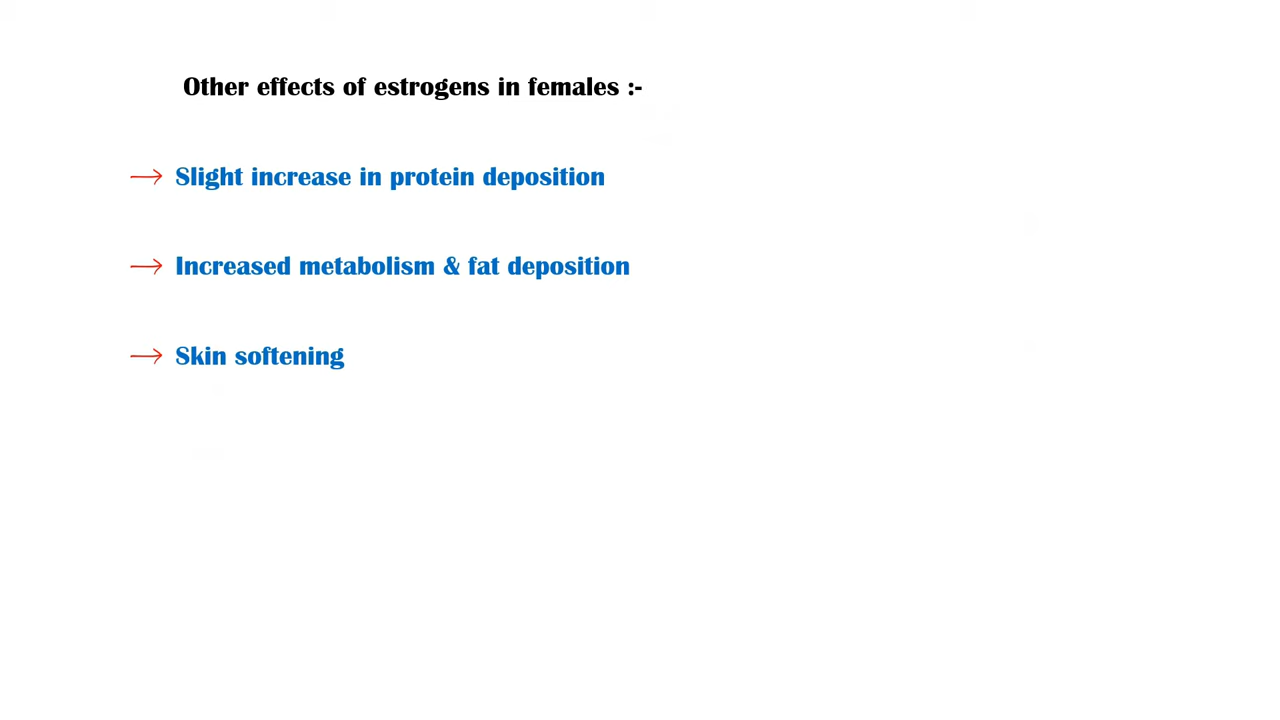 Other effects of estrogens in females :-
→ Slight increase in protein deposition
→ Increased metabolism & fat deposition
→ Skin softening